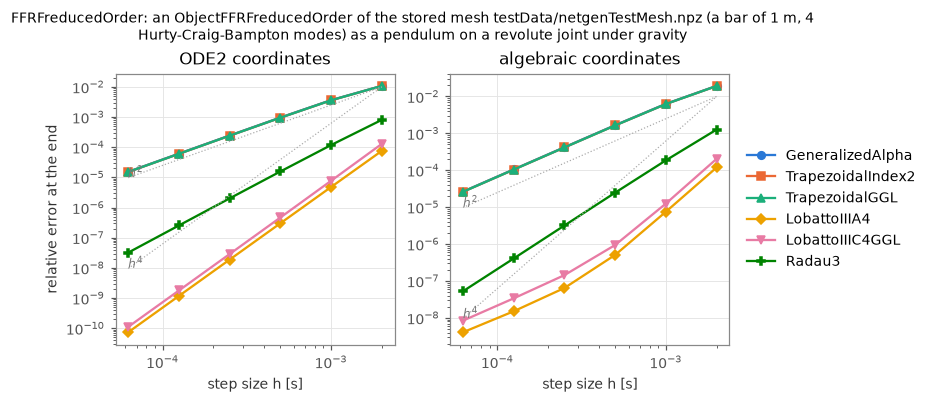 FFRFreducedOrder: an ObjectFFRFreducedOrder of the stored mesh testData/netgenTestMesh.npz (a bar of 1 m, 4
Hurty-Craig-Bampton modes) as a pendulum on a revolute joint under gravity
ODE2 coordinates
relative error at the end
10⁻²
10⁻³
10⁻⁴
10⁻⁵
10⁻⁶
10⁻⁷
10⁻⁸
10⁻⁹
10⁻¹⁰
h²
h⁴
10⁻⁴
10⁻³
step size h [s]
algebraic coordinates
10⁻²
10⁻³
10⁻⁴
10⁻⁵
10⁻⁶
10⁻⁷
10⁻⁸
h²
h⁴
10⁻⁴
10⁻³
step size h [s]
GeneralizedAlpha
TrapezoidalIndex2
TrapezoidalGGL
LobattoIIIA4
LobattoIIIC4GGL
Radau3